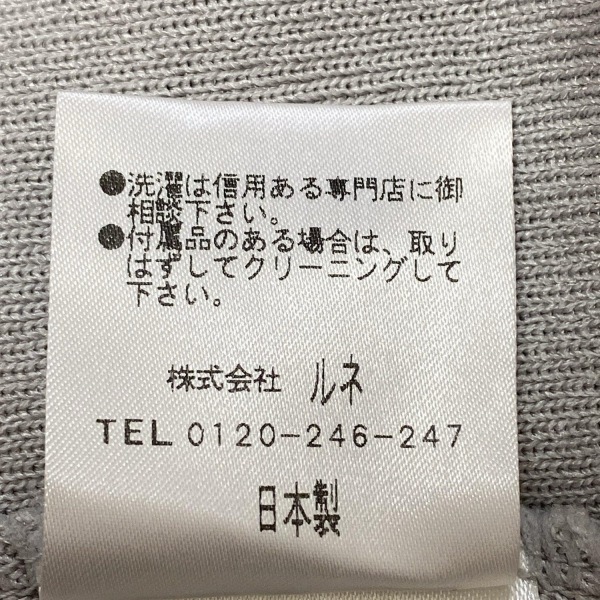 ●洗濯は信用ある専門店に御
相談下さい。
●付属品のある場合は、取り
はずしてクリーニングして
下さい。
株式会社 ルネ
TEL 0120-246-247
日本製